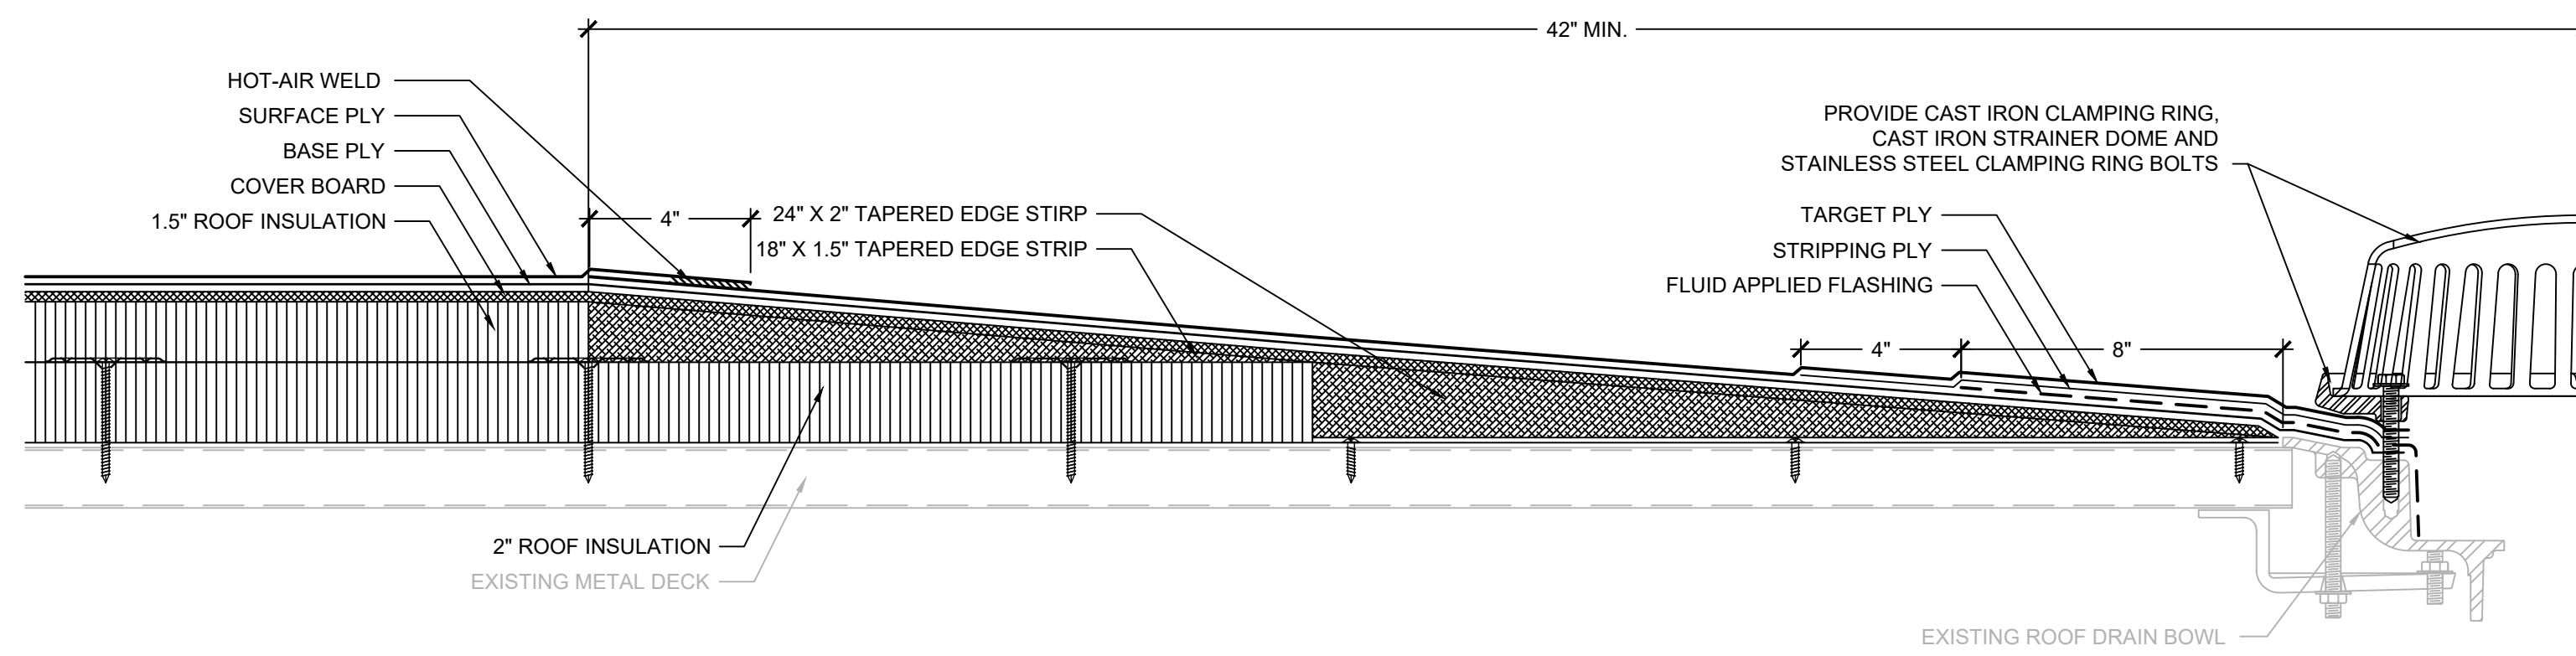 42" MIN.
HOT-AIR WELD
SURFACE PLY
BASE PLY
COVER BOARD
1.5" ROOF INSULATION
4"
24" X 2" TAPERED EDGE STIRP
18" X 1.5" TAPERED EDGE STRIP
PROVIDE CAST IRON CLAMPING RING,
CAST IRON STRAINER DOME AND
STAINLESS STEEL CLAMPING RING BOLTS
TARGET PLY
STRIPPING PLY
FLUID APPLIED FLASHING
4"
8"
2" ROOF INSULATION
EXISTING METAL DECK
EXISTING ROOF DRAIN BOWL